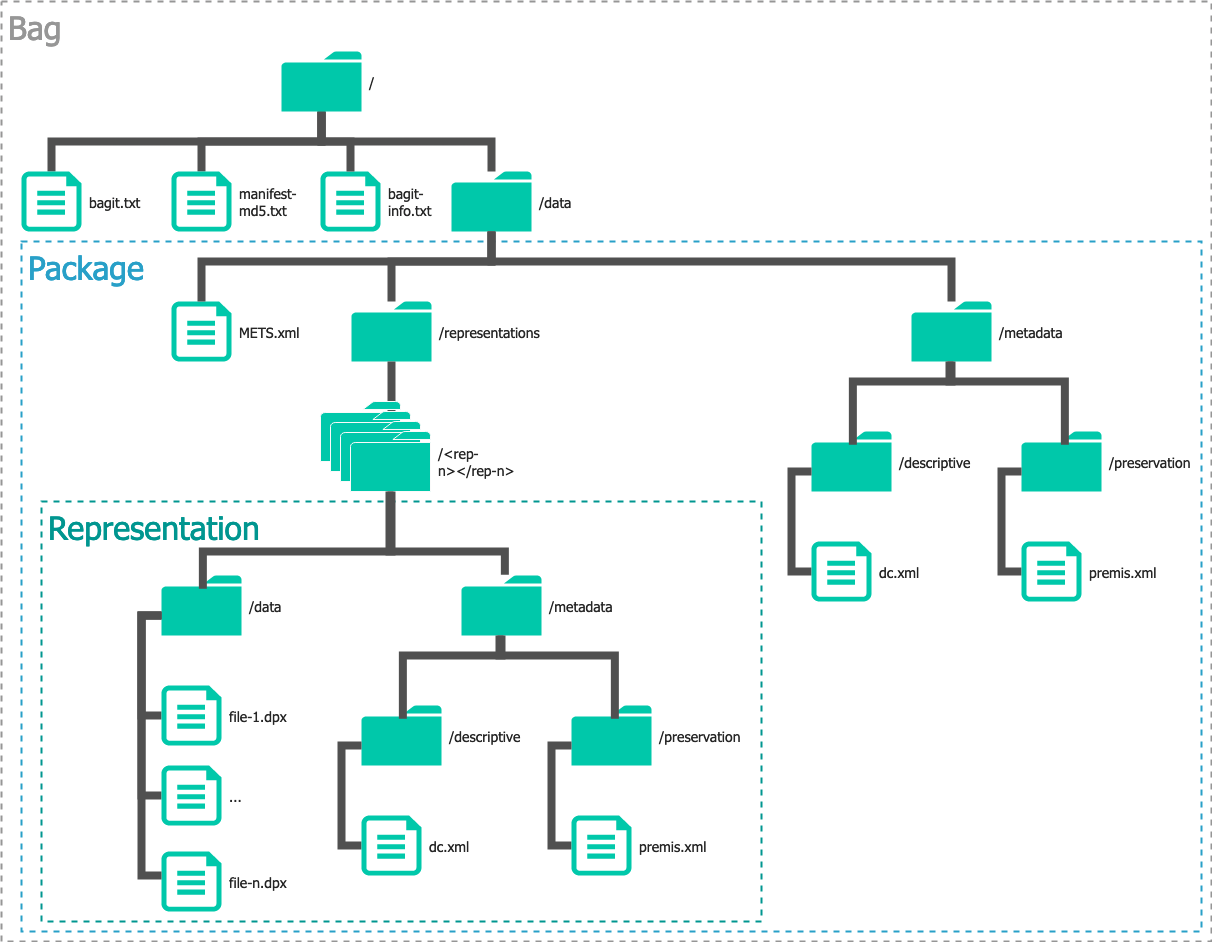 Bag
/
bagit.txt
manifest-
md5.txt
bagit-
info.txt
/data
Package
METS.xml
/representations
/metadata
/<rep-
n></rep-n>
/descriptive
/preservation
Representation
dc.xml
premis.xml
/data
/metadata
file-1.dpx
/descriptive
/preservation
...
dc.xml
premis.xml
file-n.dpx